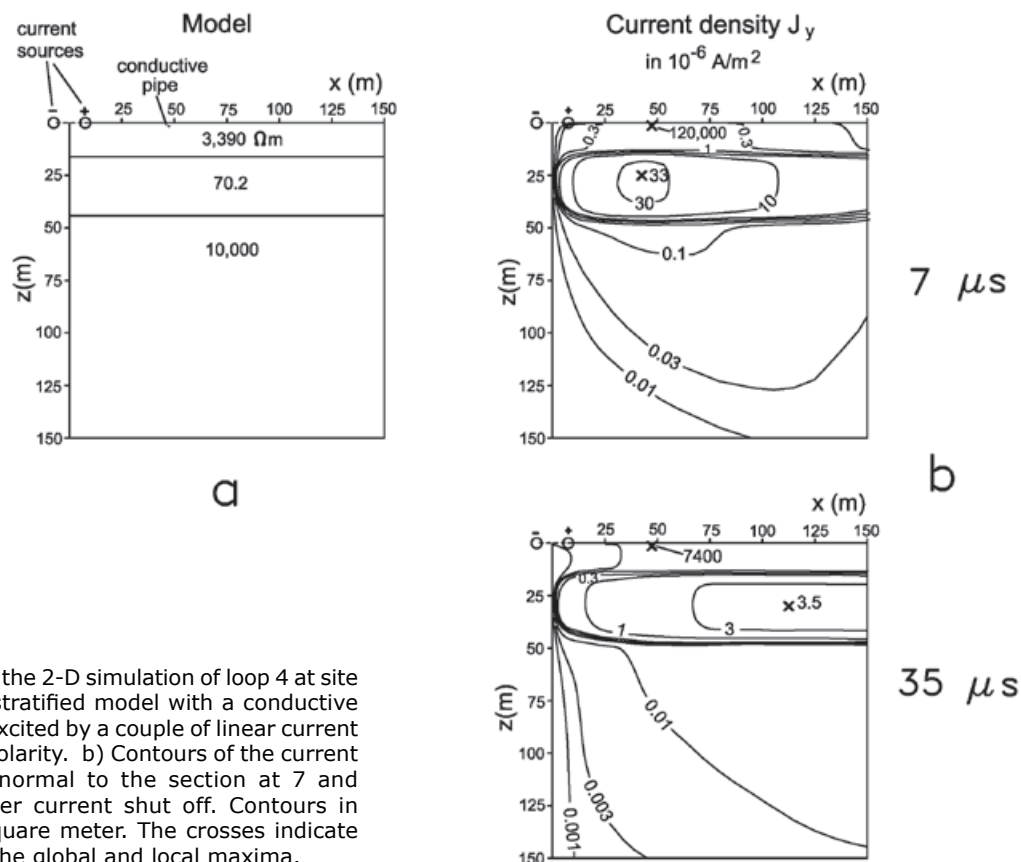 Model
current
sources
conductive
pipe
x (m)
- +
25 50 75 100 125 150
3,390 Ωm
70.2
10,000
z(m)
25
50
75
100
125
150
a
Current density Jy
in 10-6 A/m2
x (m)
- +
25 50 75 100 125 150
0.3
120,000
0.3
1
33
30
10
0.1
0.03
0.01
z(m)
25
50
75
100
125
150
7 μs
b
x (m)
- +
25 50 75 100 125 150
7400
0.3
3.5
1
3
0.01
0.003
0.001
z(m)
25
50
75
100
125
150
35 μs
the 2-D simulation of loop 4 at site
stratified model with a conductive
xcited by a couple of linear current
olarity. b) Contours of the current
normal to the section at 7 and
er current shut off. Contours in
quare meter. The crosses indicate
he global and local maxima.